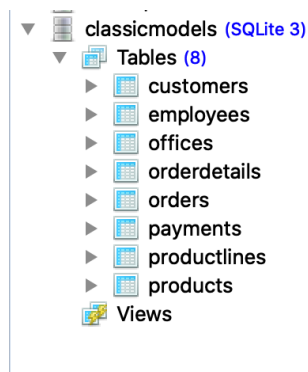 classicmodels (SQLite 3)
Tables (8)
customers
employees
offices
orderdetails
orders
payments
productlines
products
Views